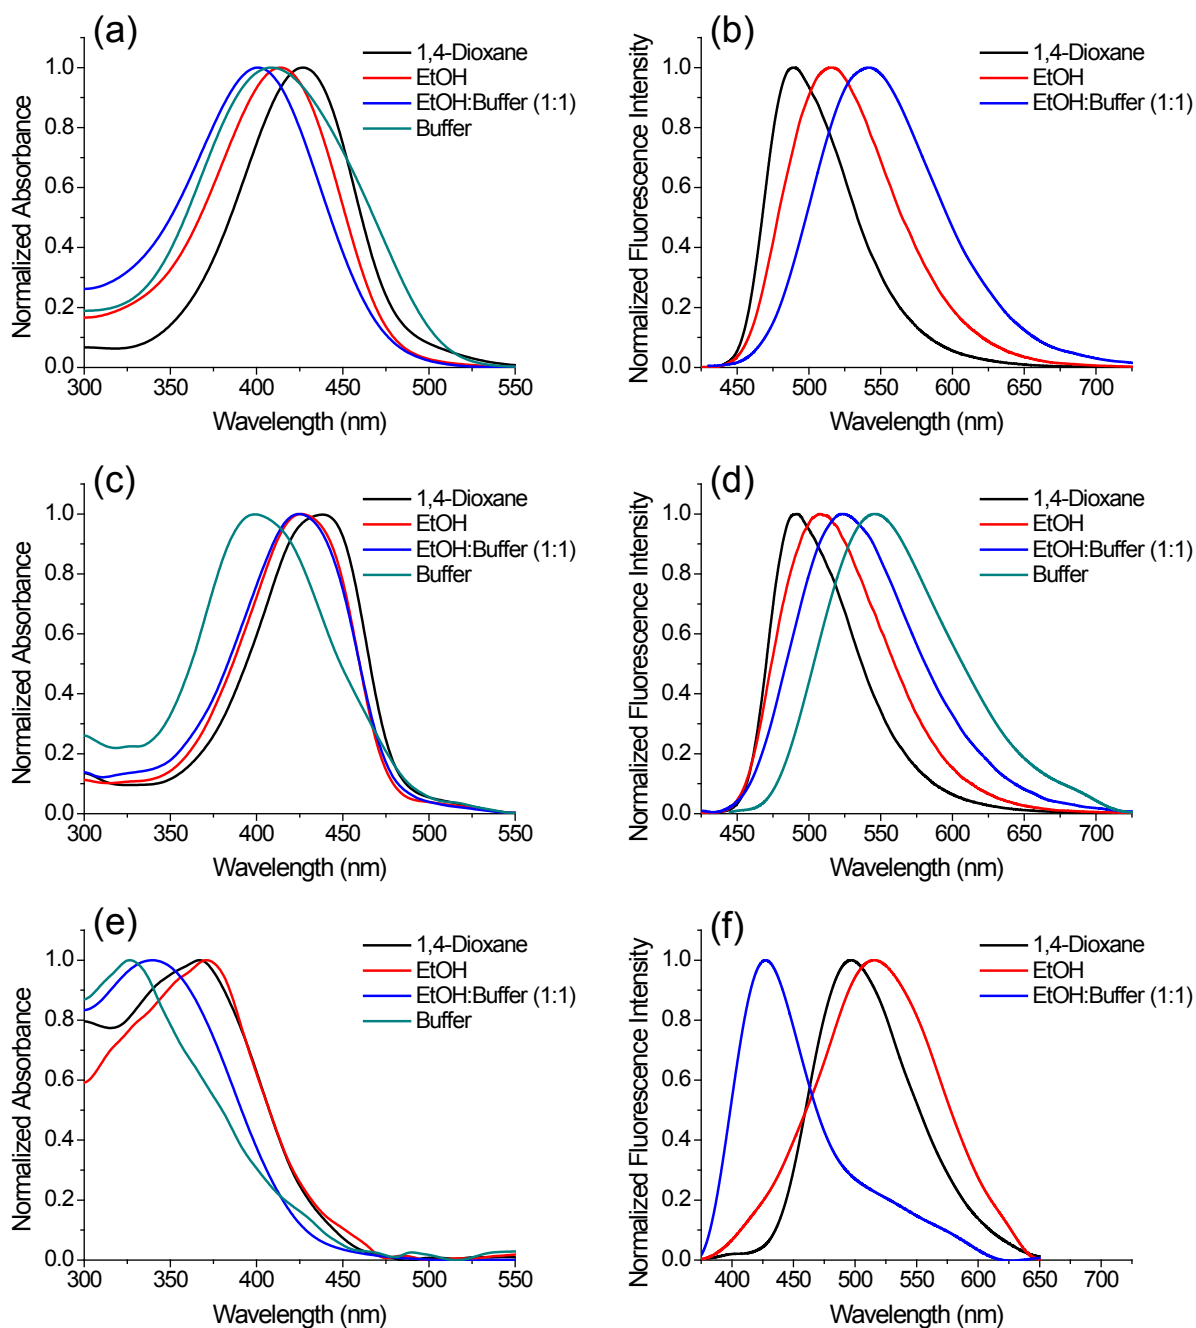 (a)
1,4-Dioxane
EtOH
EtOH:Buffer (1:1)
Buffer
Normalized Absorbance
1.0
0.8
0.6
0.4
0.2
0.0
300 350 400 450 500 550
Wavelength (nm)
(b)
1,4-Dioxane
EtOH
EtOH:Buffer (1:1)
Normalized Fluorescence Intensity
1.0
0.8
0.6
0.4
0.2
0.0
450 500 550 600 650 700
Wavelength (nm)
(c)
1,4-Dioxane
EtOH
EtOH:Buffer (1:1)
Buffer
Normalized Absorbance
1.0
0.8
0.6
0.4
0.2
0.0
300 350 400 450 500 550
Wavelength (nm)
(d)
1,4-Dioxane
EtOH
EtOH:Buffer (1:1)
Buffer
Normalized Fluorescence Intensity
1.0
0.8
0.6
0.4
0.2
0.0
450 500 550 600 650 700
Wavelength (nm)
(e)
1,4-Dioxane
EtOH
EtOH:Buffer (1:1)
Buffer
Normalized Absorbance
1.0
0.8
0.6
0.4
0.2
0.0
300 350 400 450 500 550
Wavelength (nm)
(f)
1,4-Dioxane
EtOH
EtOH:Buffer (1:1)
Normalized Fluorescence Intensity
1.0
0.8
0.6
0.4
0.2
0.0
400 450 500 550 600 650 700
Wavelength (nm)